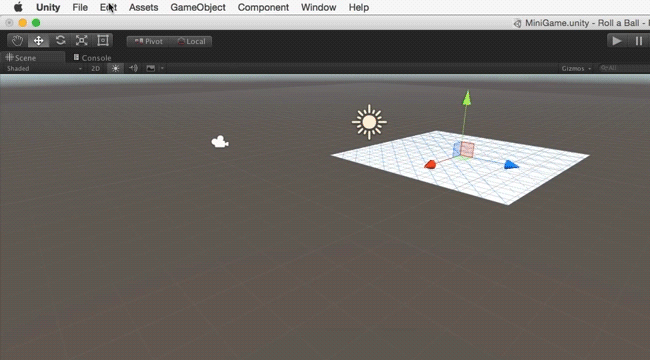 Unity File Edit Assets GameObject Component Window Help
MiniGame.unity - Roll a Ball -
Pivot Local
Scene Console
Shaded 2D Gizmos All